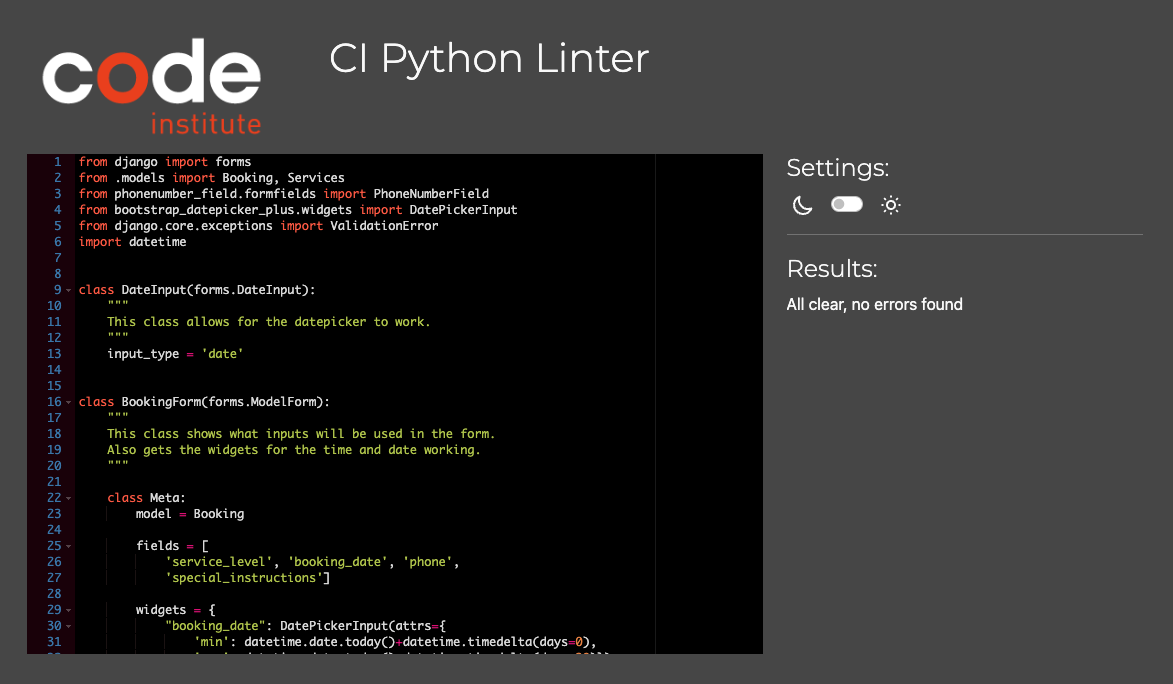 code
institute
CI Python Linter
1 from django import forms
2 from .models import Booking, Services
3 from phonenumber_field.formfields import PhoneNumberField
4 from bootstrap_datepicker_plus.widgets import DatePickerInput
5 from django.core.exceptions import ValidationError
6 import datetime
7
8
9 class DateInput(forms.DateInput):
10     """
11     This class allows for the datepicker to work.
12     """
13     input_type = 'date'
14
15
16 class BookingForm(forms.ModelForm):
17     """
18     This class shows what inputs will be used in the form.
19     Also gets the widgets for the time and date working.
20     """
21
22     class Meta:
23         model = Booking
24
25         fields = [
26             'service_level', 'booking_date', 'phone',
27             'special_instructions']
28
29         widgets = {
30             "booking_date": DatePickerInput(attrs={
31                 'min': datetime.date.today()+datetime.timedelta(days=0),
Settings:
Results:
All clear, no errors found